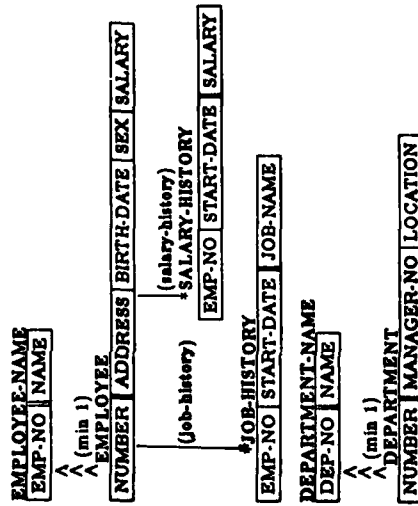 EMPLOYEE-NAME
EMP-NO NAME
(min 1)
EMPLOYEE
NUMBER ADDRESS BIRTH-DATE SEX SALARY
(salary-history)
*SALARY-HISTORY
EMP-NO START-DATE SALARY
(job-history)
*JOB-HISTORY
EMP-NO START-DATE JOB-NAME
DEPARTMENT-NAME
DEP-NO NAME
(min 1)
DEPARTMENT
NUMBER MANAGER-NO LOCATION